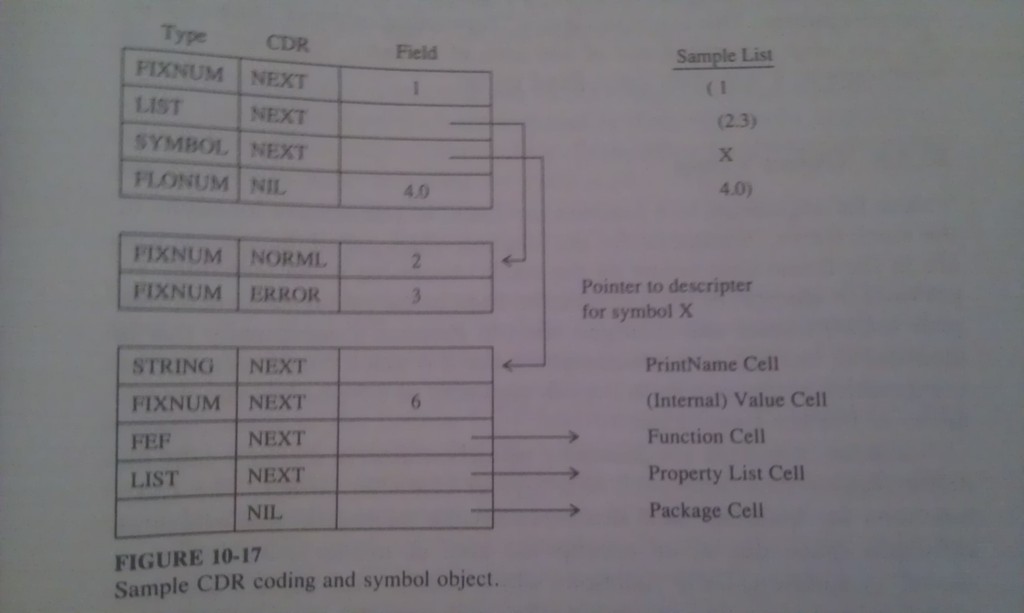 Type CDR Field Sample List
FIXNUM NEXT 1 (1
LIST NEXT (2.3)
SYMBOL NEXT X
FLONUM NIL 4.0 4.0)
FIXNUM NORML 2
FIXNUM ERROR 3
Pointer to descripter
for symbol X
STRING NEXT PrintName Cell
FIXNUM NEXT 6 (Internal) Value Cell
FEF NEXT Function Cell
LIST NEXT Property List Cell
NIL Package Cell
FIGURE 10-17
Sample CDR coding and symbol object.